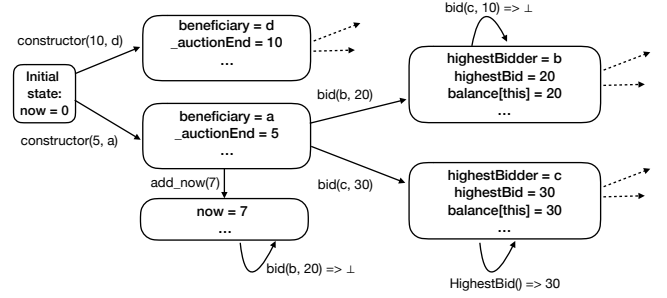 bid(c, 10) => ⊥
constructor(10, d)
beneficiary = d
_auctionEnd = 10
...
Initial
state:
now = 0
highestBidder = b
highestBid = 20
balance[this] = 20
...
bid(b, 20)
constructor(5, a)
beneficiary = a
_auctionEnd = 5
...
add_now(7)
bid(c, 30)
highestBidder = c
highestBid = 30
balance[this] = 30
...
now = 7
...
bid(b, 20) => ⊥
HighestBid() => 30